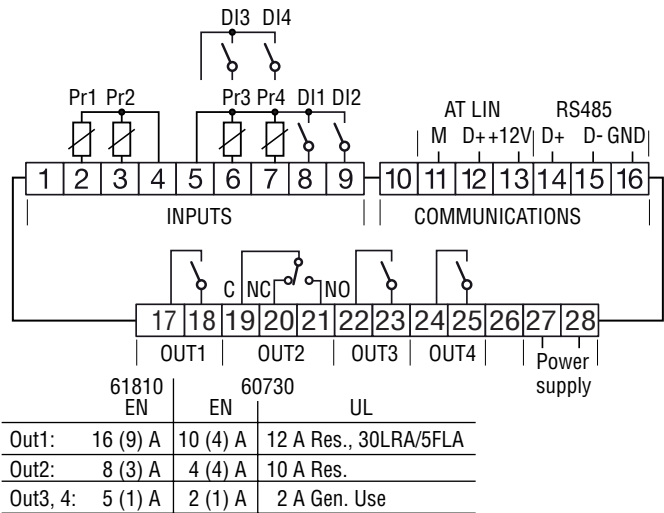 DI3 DI4
Pr1 Pr2 Pr3 Pr4 DI1 DI2
AT LIN RS485
M D+ +12V D+ D- GND
1 2 3 4 5 6 7 8 9 10 11 12 13 14 15 16
INPUTS COMMUNICATIONS
C NC NO
17 18 19 20 21 22 23 24 25 26 27 28
OUT1 OUT2 OUT3 OUT4 Power
supply
61810 60730
EN EN UL
Out1: 16 (9) A 10 (4) A 12 A Res., 30LRA/5FLA
Out2: 8 (3) A 4 (4) A 10 A Res.
Out3, 4: 5 (1) A 2 (1) A 2 A Gen. Use